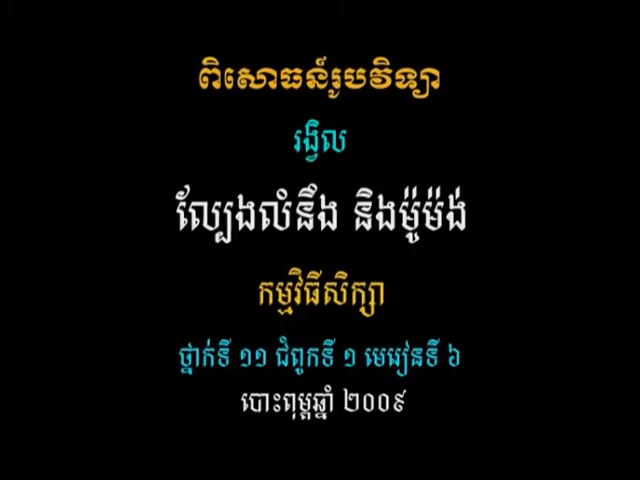 ពិសោធន៍រូបវិទ្យា
រង្វិល
ល្បែងលំនឹង និងម៉ូម៉ង់
កម្មវិធីសិក្សា
ថ្នាក់ទី ១១ ជំពូកទី ១ មេរៀនទី ៦
បោះពុម្ពឆ្នាំ ២០០៩